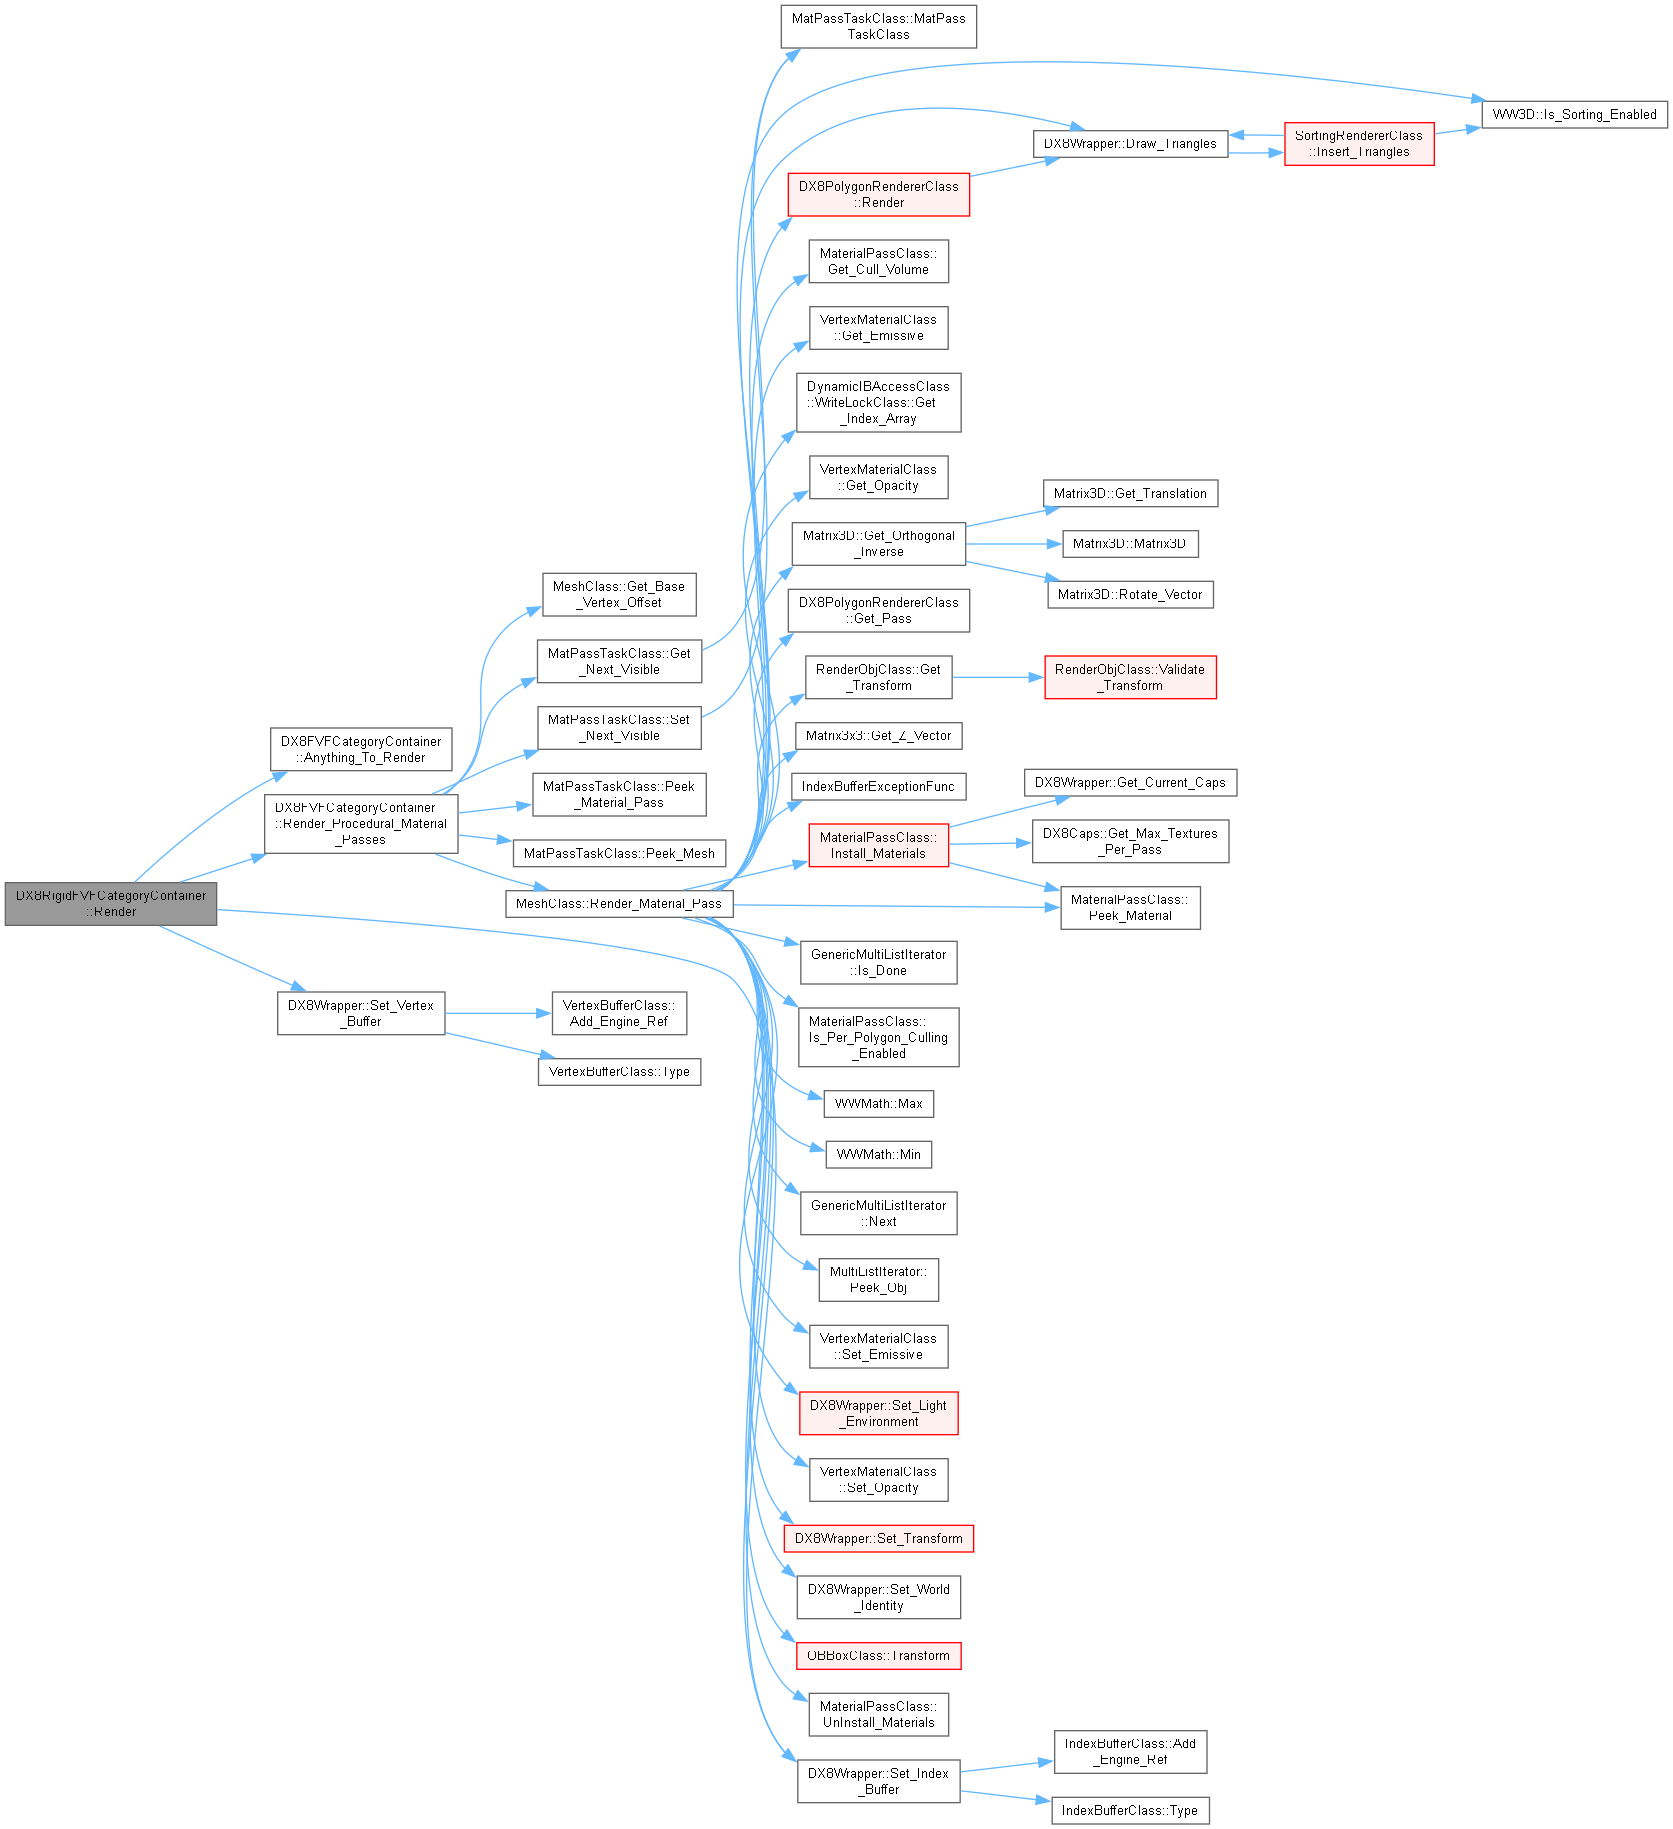 MatPassTaskClass::MatPass
TaskClass
WW3D::Is_Sorting_Enabled
DX8Wrapper::Draw_Triangles
SortingRendererClass
::Insert_Triangles
DX8PolygonRendererClass
::Render
MaterialPassClass::
Get_Cull_Volume
VertexMaterialClass
::Get_Emissive
DynamicIBAccessClass
::WriteLockClass::Get
_Index_Array
VertexMaterialClass
::Get_Opacity
Matrix3D::Get_Translation
Matrix3D::Get_Orthogonal
_Inverse
Matrix3D::Matrix3D
Matrix3D::Rotate_Vector
MeshClass::Get_Base
_Vertex_Offset
DX8PolygonRendererClass
::Get_Pass
MatPassTaskClass::Get
_Next_Visible
RenderObjClass::Get
_Transform
RenderObjClass::Validate
_Transform
MatPassTaskClass::Set
_Next_Visible
Matrix3x3::Get_Z_Vector
DX8FVFCategoryContainer
::Anything_To_Render
IndexBufferExceptionFunc
DX8Wrapper::Get_Current_Caps
MatPassTaskClass::Peek
_Material_Pass
DX8FVFCategoryContainer
::Render_Procedural_Material
_Passes
MaterialPassClass::
Install_Materials
DX8Caps::Get_Max_Textures
_Per_Pass
MatPassTaskClass::Peek_Mesh
DX8RigidFVFCategoryContainer
::Render
MeshClass::Render_Material_Pass
MaterialPassClass::
Peek_Material
GenericMultiListIterator
::Is_Done
DX8Wrapper::Set_Vertex
_Buffer
VertexBufferClass::
Add_Engine_Ref
MaterialPassClass::
Is_Per_Polygon_Culling
_Enabled
VertexBufferClass::Type
WWMath::Max
WWMath::Min
GenericMultiListIterator
::Next
MultiListIterator::
Peek_Obj
VertexMaterialClass
::Set_Emissive
DX8Wrapper::Set_Light
_Environment
VertexMaterialClass
::Set_Opacity
DX8Wrapper::Set_Transform
DX8Wrapper::Set_World
_Identity
OBBoxClass::Transform
MaterialPassClass::
UnInstall_Materials
DX8Wrapper::Set_Index
_Buffer
IndexBufferClass::Add
_Engine_Ref
IndexBufferClass::Type